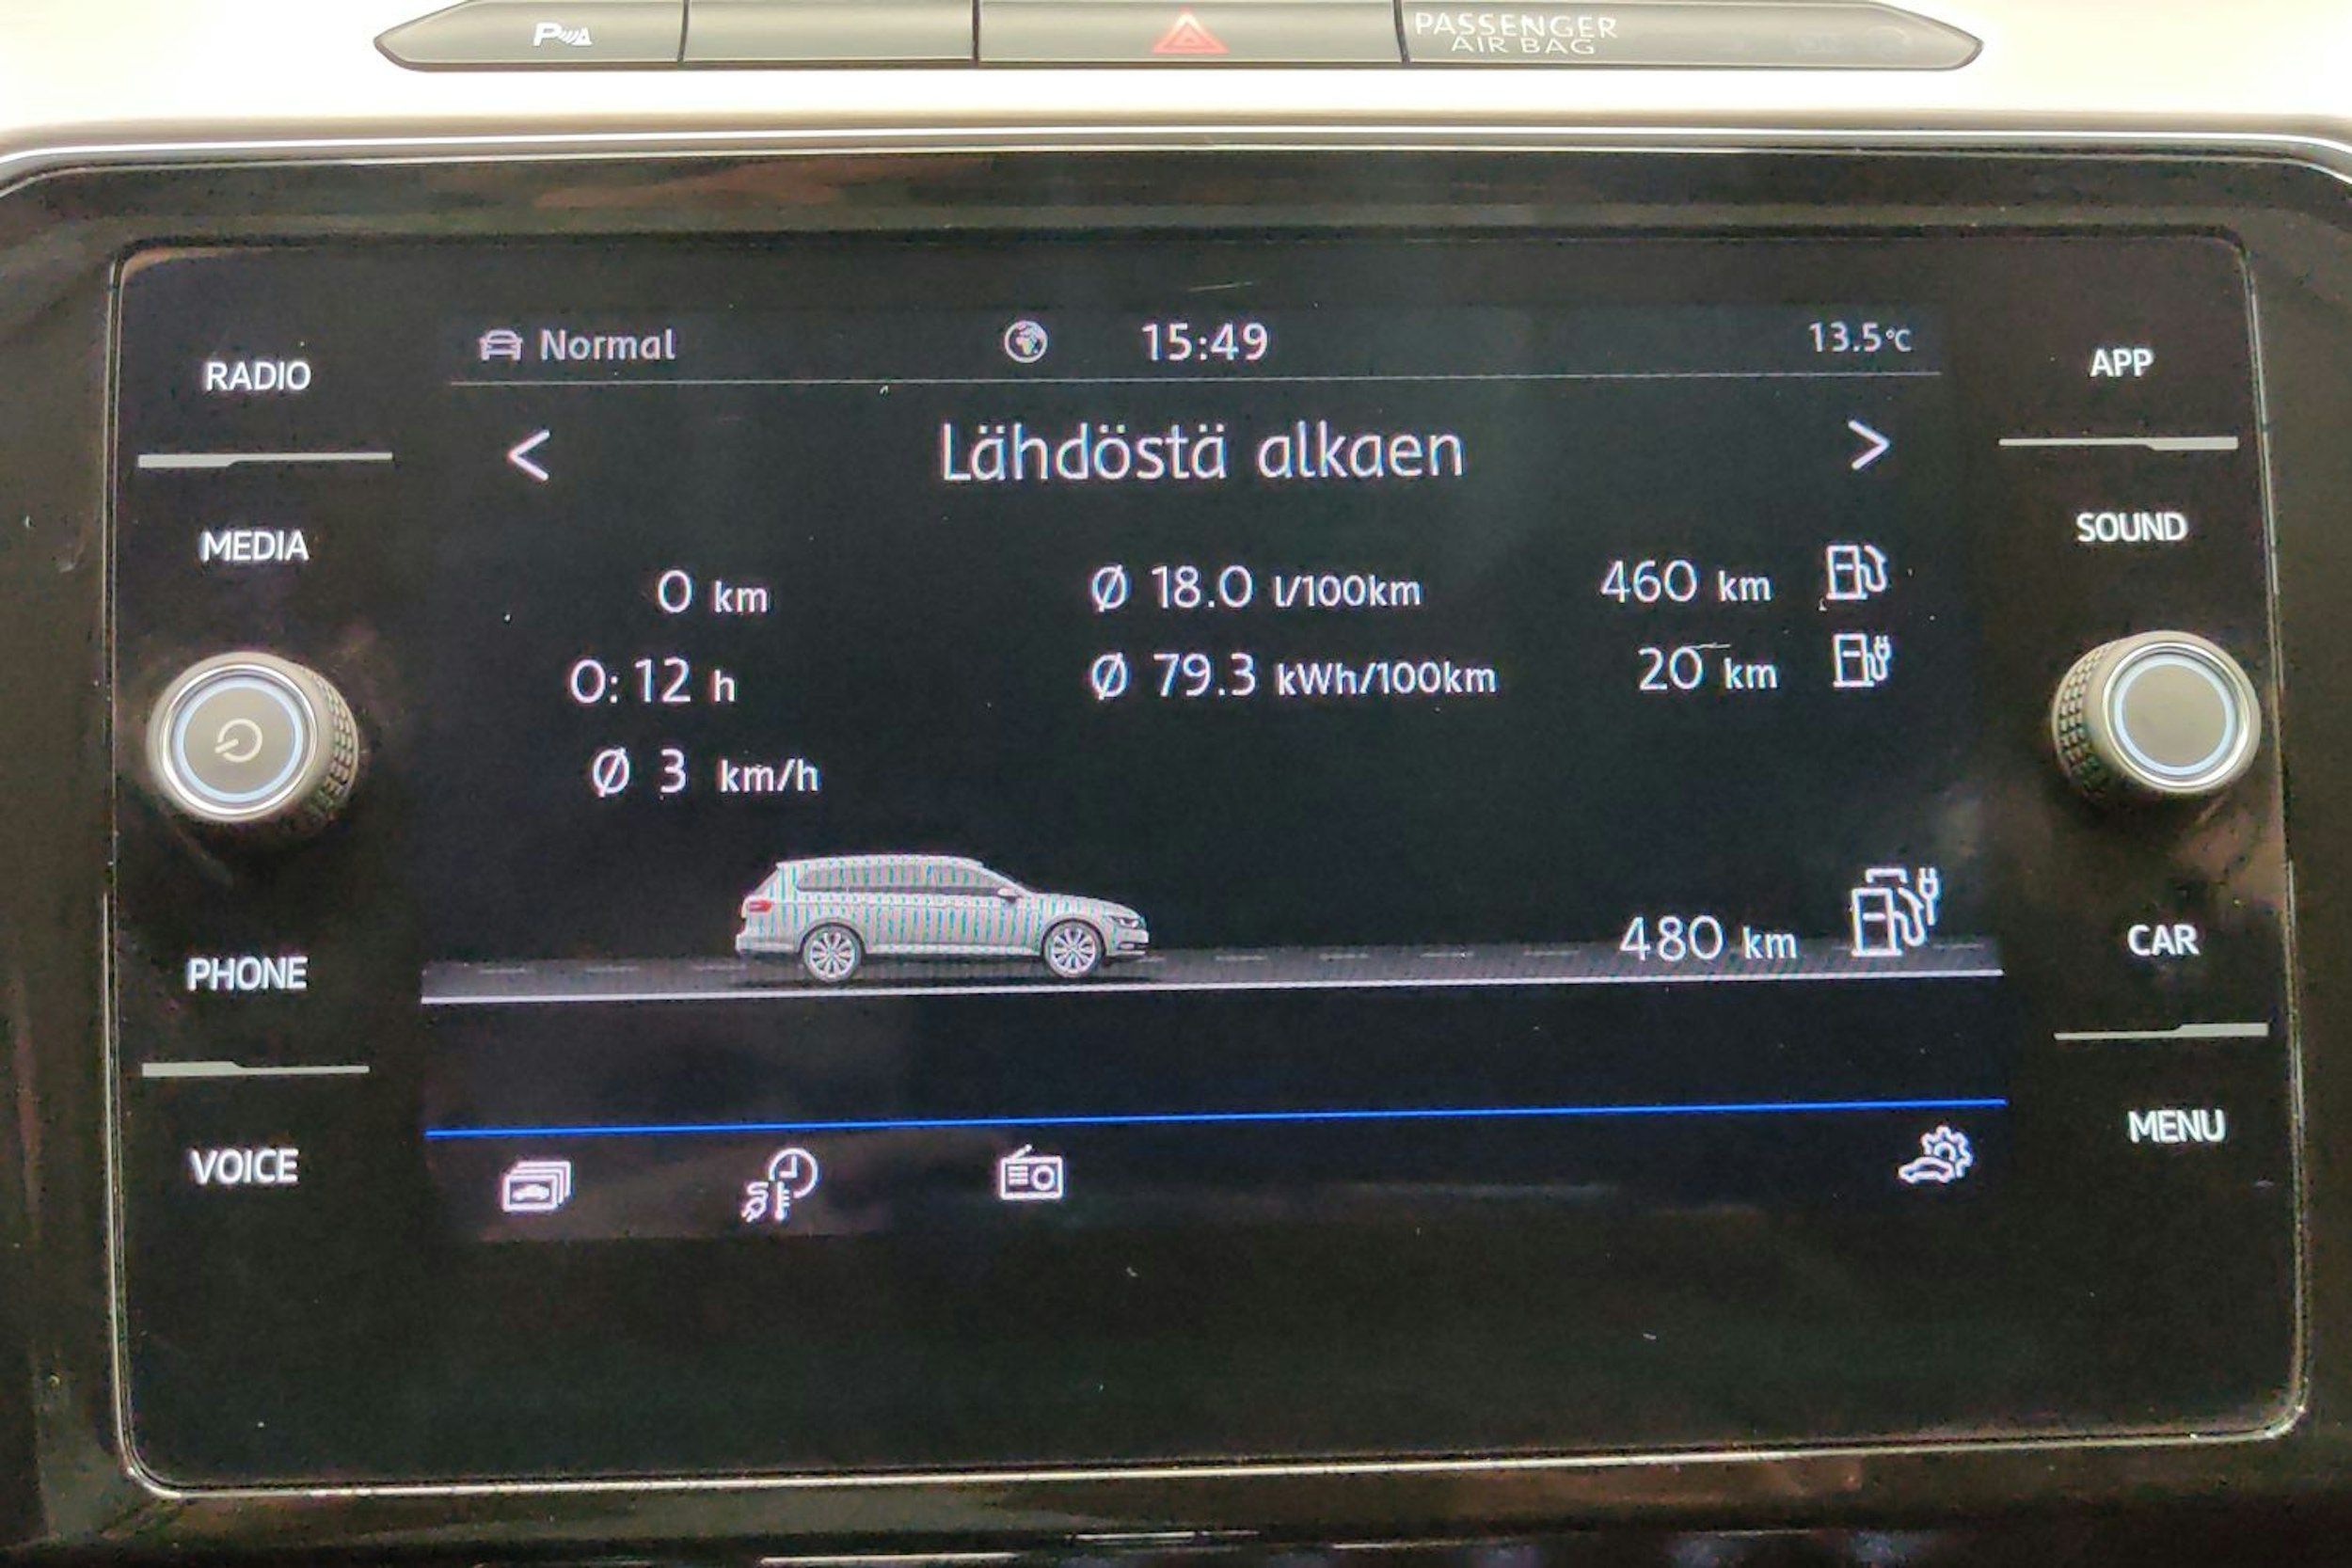 P
PASSENGER
AIR BAG
RADIO
MEDIA
PHONE
VOICE
Normal
15:49
13.5°C
< Lähdöstä alkaen >
0 km
Ø 18.0 l/100km
460 km
0:12 h
Ø 79.3 kWh/100km
20 km
Ø 3 km/h
480 km
APP
SOUND
CAR
MENU